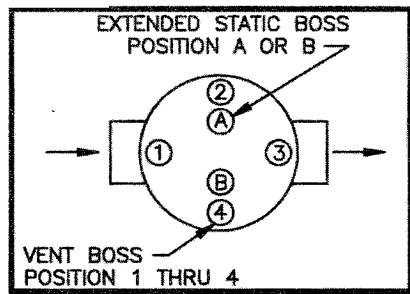 EXTENDED STATIC BOSS
POSITION A OR B
2
A
1
3
B
4
VENT BOSS
POSITION 1 THRU 4